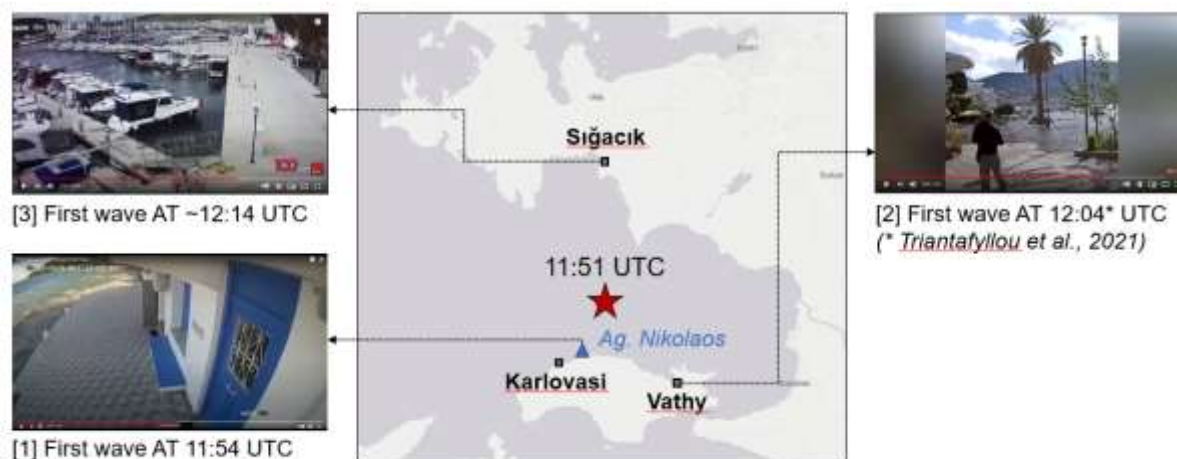 [3] First wave AT ~12:14 UTC
[1] First wave AT 11:54 UTC
Sığacık
11:51 UTC
Ag. Nikolaos
Karlovasi
Vathy
[2] First wave AT 12:04* UTC
(* Triantafyllou et al., 2021)